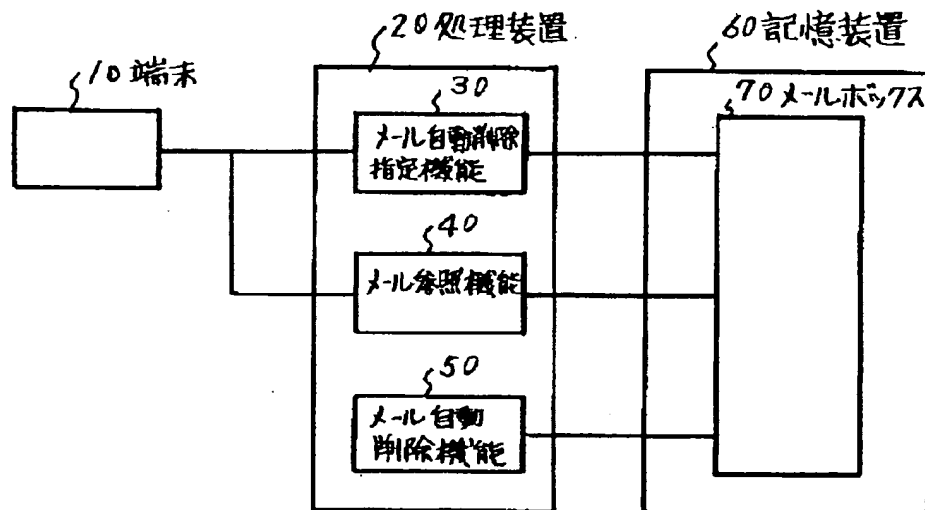 20処理装置
60記憶装置
10端末
30
70メールボックス
メール自動削除
指定機能
40
メール参照機能
50
メール自動
削除機能